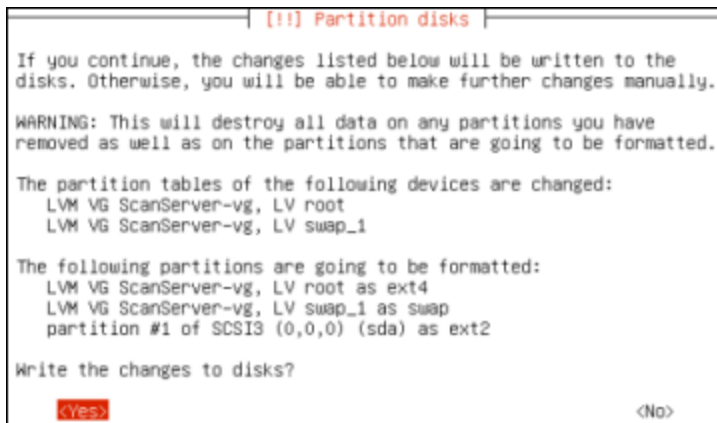 [!!] Partition disks
If you continue, the changes listed below will be written to the
disks. Otherwise, you will be able to make further changes manually.
WARNING: This will destroy all data on any partitions you have
removed as well as on the partitions that are going to be formatted.
The partition tables of the following devices are changed:
LVM VG ScanServer-vg, LV root
LVM VG ScanServer-vg, LV swap_1
The following partitions are going to be formatted:
LVM VG ScanServer-vg, LV root as ext4
LVM VG ScanServer-vg, LV swap_1 as swap
partition #1 of SCSI3 (0,0,0) (sda) as ext2
Write the changes to disks?
<Yes> <No>